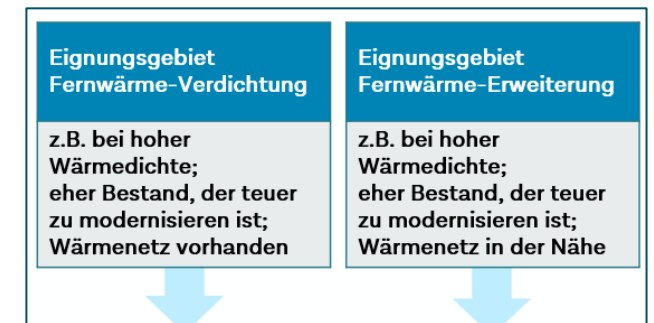 Eignungsgebiet
Fernwärme-Verdichtung
z.B. bei hoher
Wärmedichte;
eher Bestand, der teuer
zu modernisieren ist;
Wärmenetz vorhanden
Eignungsgebiet
Fernwärme-Erweiterung
z.B. bei hoher
Wärmedichte;
eher Bestand, der teuer
zu modernisieren ist;
Wärmenetz in der Nähe